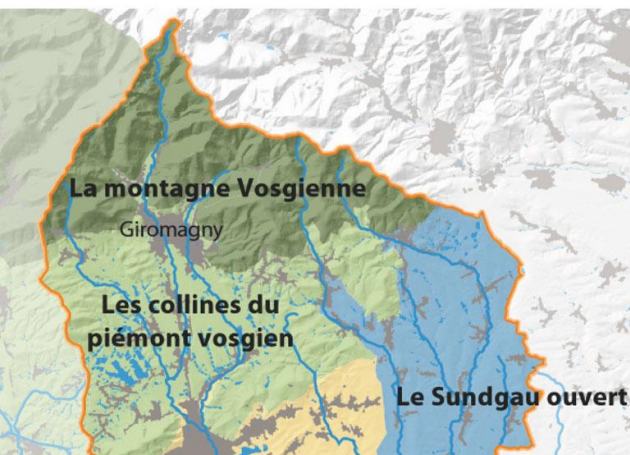 La montagne Vosgienne
Giromagny
Les collines du
piémont vosgien
Le Sundgau ouvert